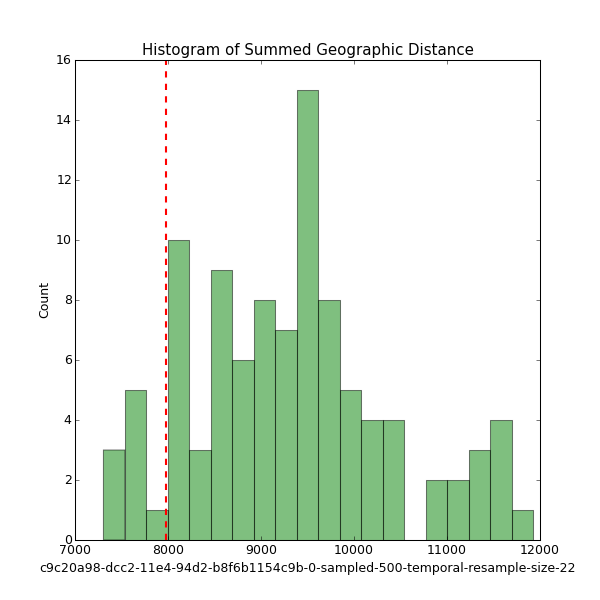 Histogram of Summed Geographic Distance
16
14
12
10
8
6
4
2
0
Count
7000 8000 9000 10000 11000 12000
c9c20a98-dcc2-11e4-94d2-b8f6b1154c9b-0-sampled-500-temporal-resample-size-22